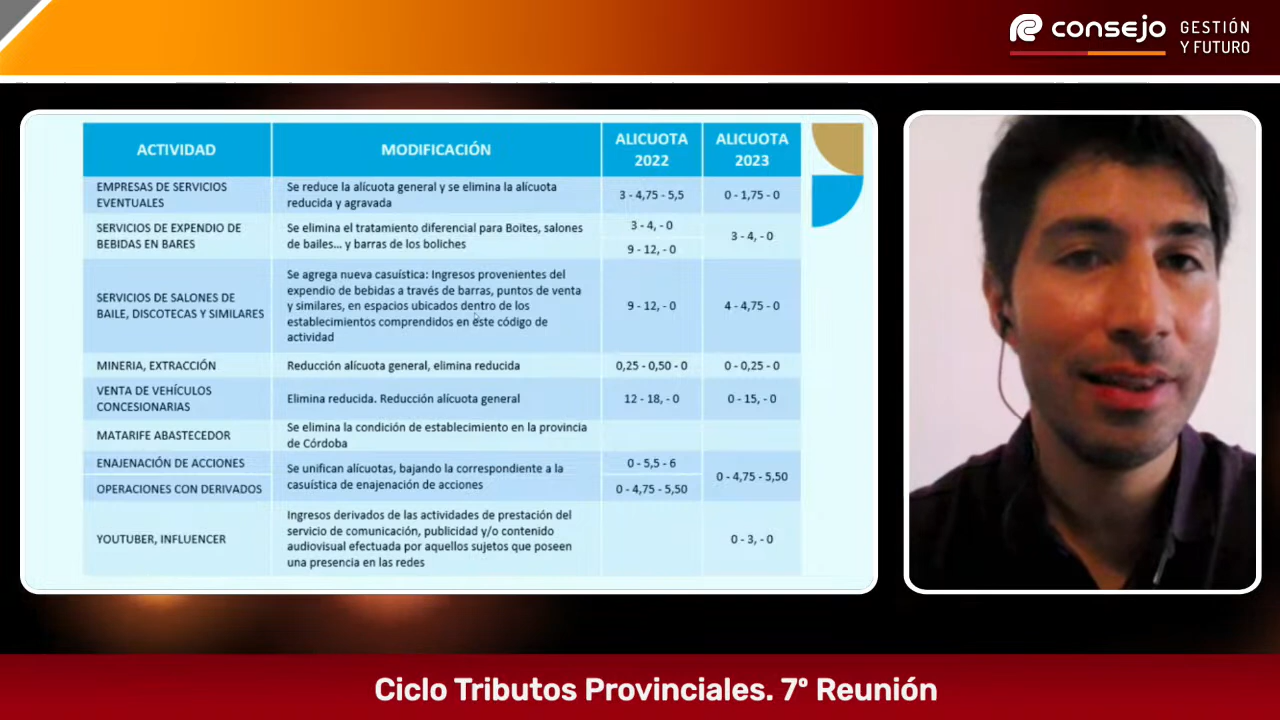 consejo
GESTIÓN
Y FUTURO
ACTIVIDAD
MODIFICACIÓN
ALICUOTA
2022
ALICUOTA
2023
EMPRESAS DE SERVICIOS
EVENTUALES
Se reduce la alícuota general y se elimina la alícuota
reducida y agravada
3 - 4,75 - 5,5
0 - 1,75 - 0
SERVICIOS DE EXPENDIO DE
BEBIDAS EN BARES
Se elimina el tratamiento diferencial para Boites, salones
de bailes... y barras de los boliches
3 - 4, - 0
9 - 12, - 0
3 - 4, - 0
SERVICIOS DE SALONES DE
BAILE, DISCOTECAS Y SIMILARES
Se agrega nueva casuística: Ingresos provenientes del
expendio de bebidas a través de barras, puntos de venta
y similares, en espacios ubicados dentro de los
establecimientos comprendidos en este código de
actividad
9 - 12, - 0
4 - 4,75 - 0
MINERIA, EXTRACCIÓN
Reducción alícuota general, elimina reducida
0,25 - 0,50 - 0
0 - 0,25 - 0
VENTA DE VEHÍCULOS
CONCESIONARIAS
Elimina reducida. Reducción alícuota general
12 - 18, - 0
0 - 15, - 0
MATARIFE ABASTECEDOR
Se elimina la condición de establecimiento en la provincia
de Córdoba
ENAJENACIÓN DE ACCIONES
OPERACIONES CON DERIVADOS
Se unifican alícuotas, bajando la correspondiente a la
casuística de enajenación de acciones
0 - 5,5 - 6
0 - 4,75 - 5,50
0 - 4,75 - 5,50
YOUTUBER, INFLUENCER
Ingresos derivados de las actividades de prestación del
servicio de comunicación, publicidad y/o contenido
audiovisual efectuada por aquellos sujetos que poseen
una presencia en las redes
0 - 3, - 0
Ciclo Tributos Provinciales. 7º Reunión